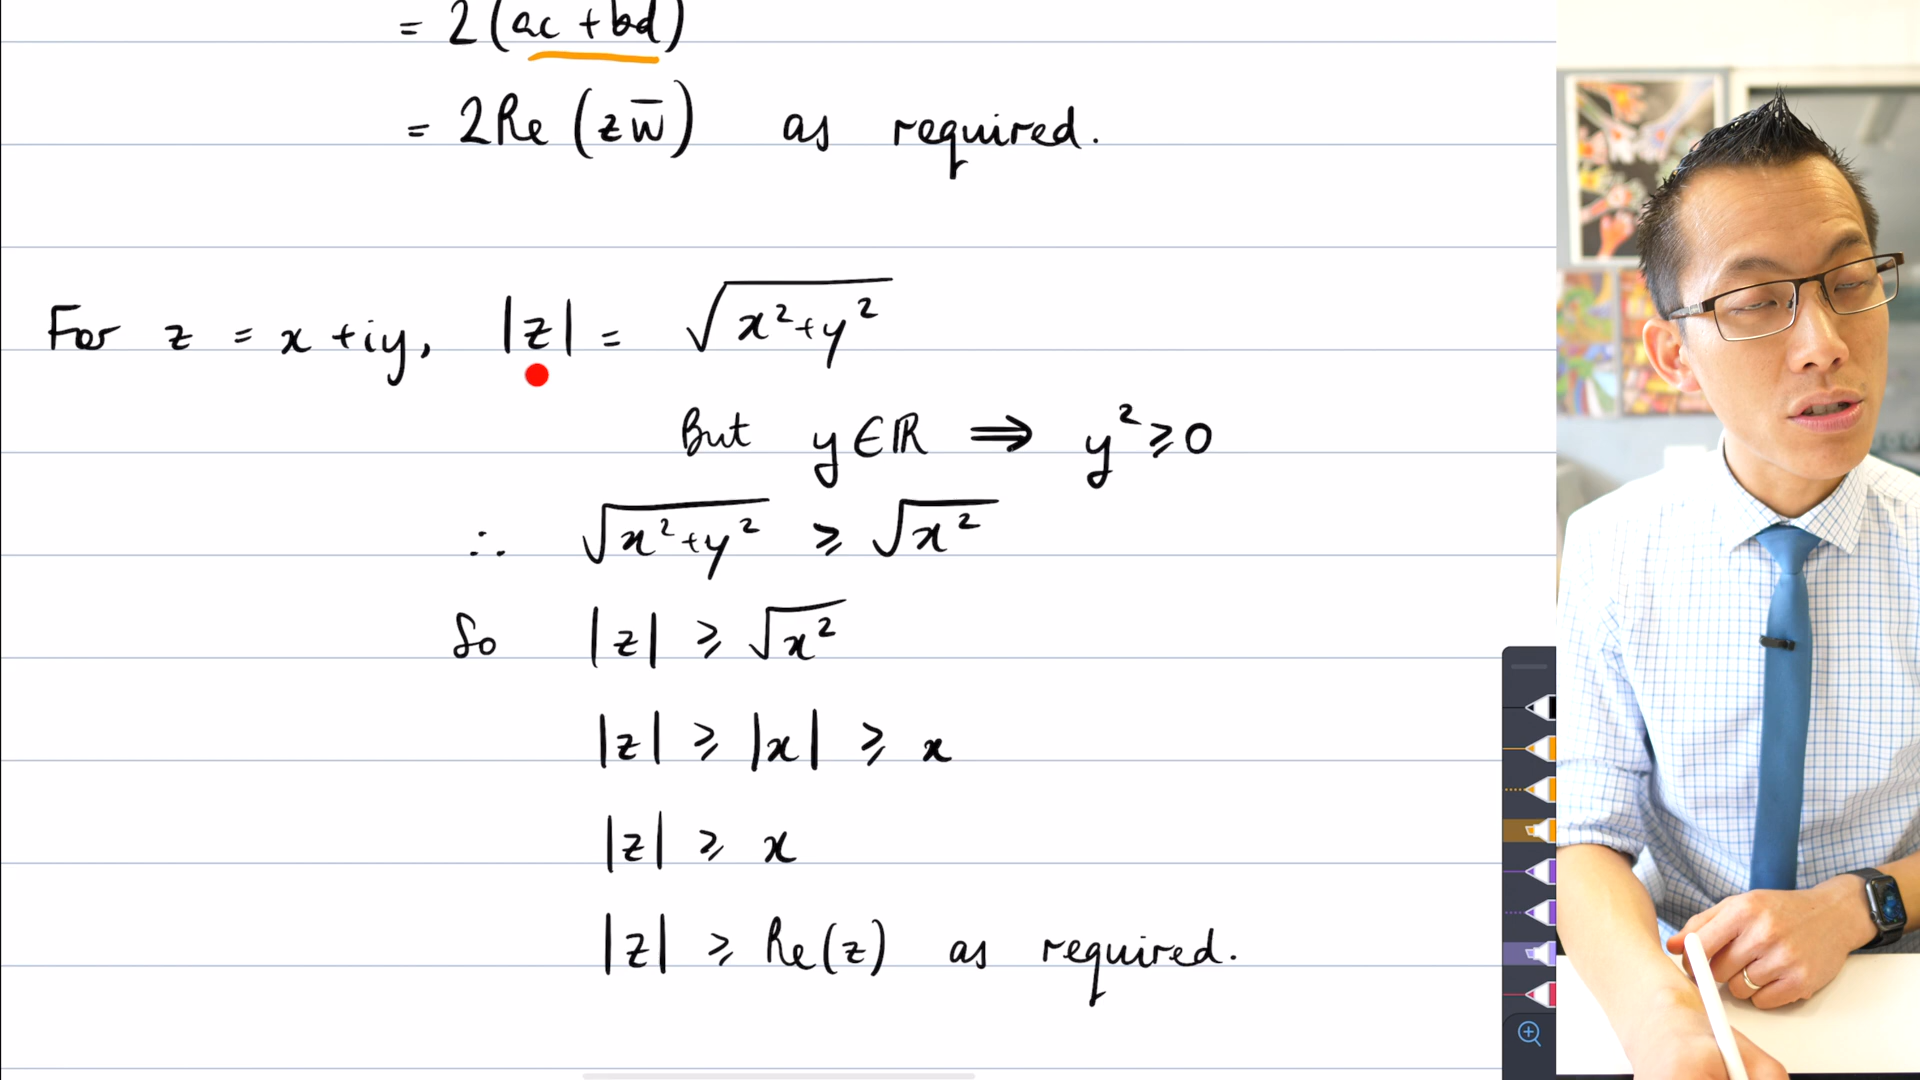 = 2(ac + bd)
= 2Re (zw̅) as required.
For z = x + iy, |z| = √(x²+y²)
But y ∈ ℝ ⇒ y² ⩾ 0
∴ √(x²+y²) ⩾ √(x²)
So |z| ⩾ √(x²)
|z| ⩾ |x| ⩾ x
|z| ⩾ x
|z| ⩾ Re(z) as required.